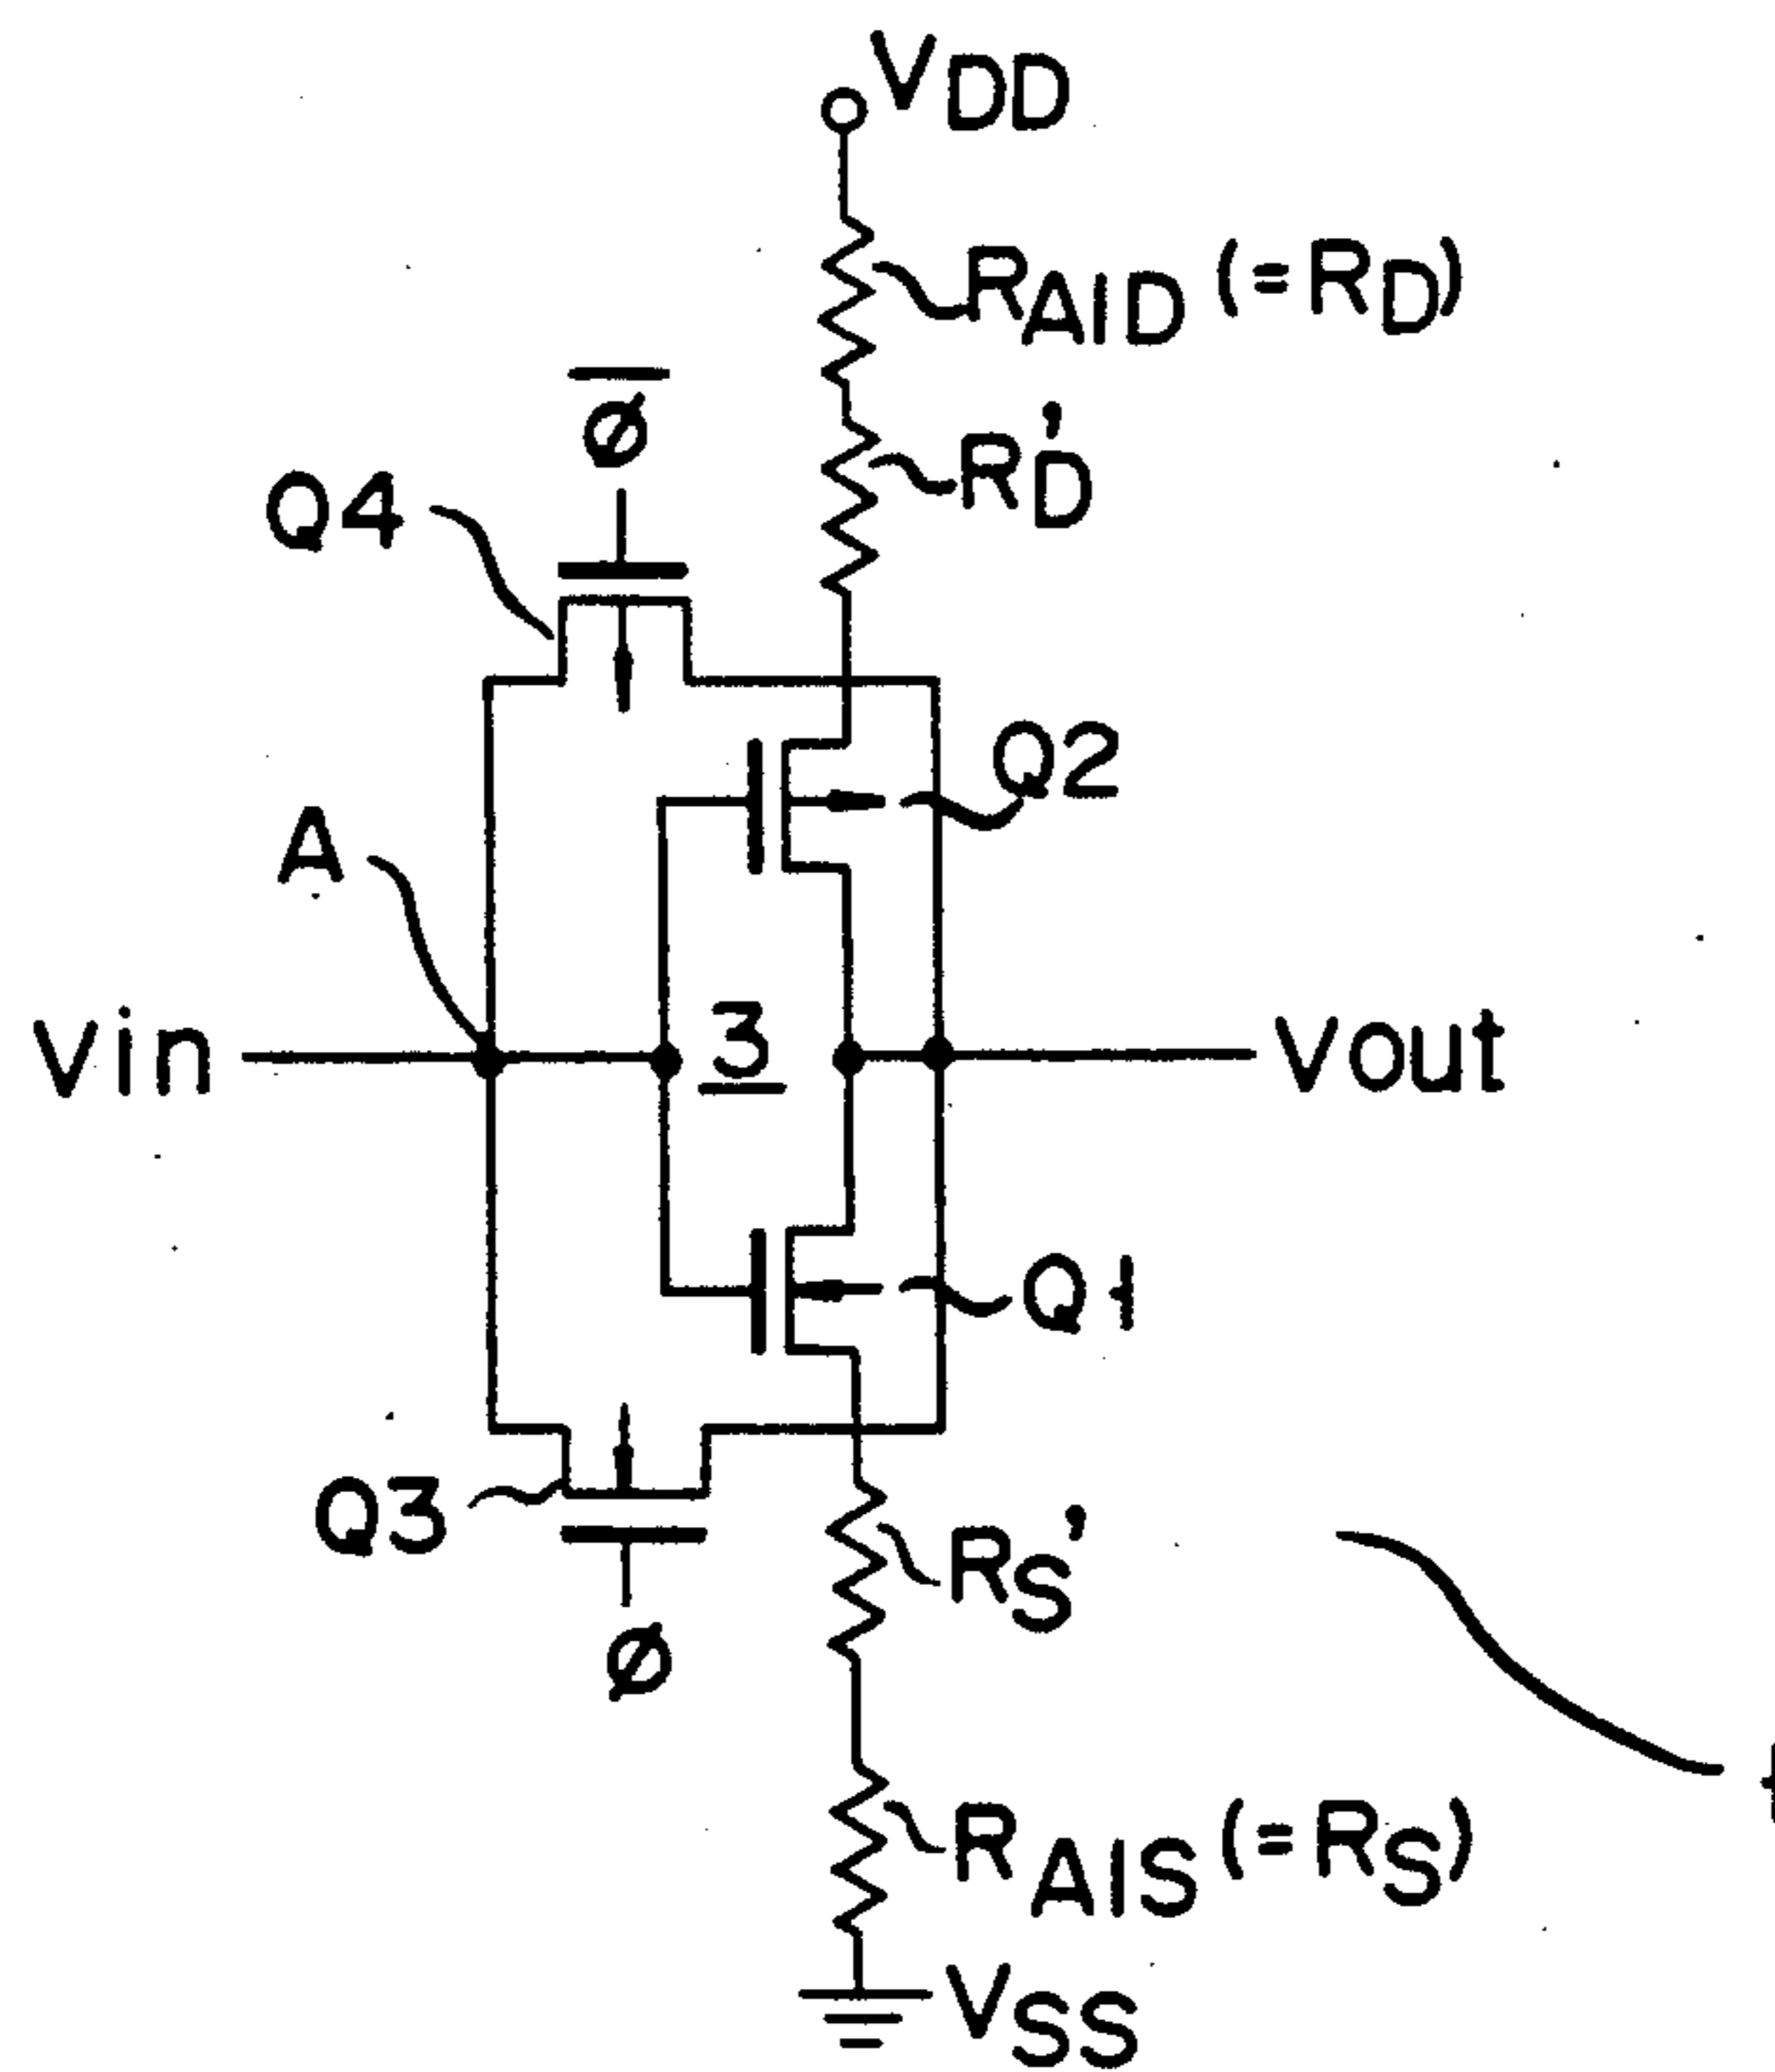 VDD
RAID (=RD)
R'D
Q4
Ø̅
Q2
A
Vin
3
Vout
Q1
Q3
RS'
Ø
RAIS (=RS)
VSS